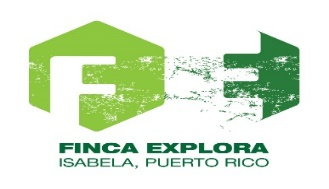 F E
FINCA EXPLORA
ISABELA, PUERTO RICO